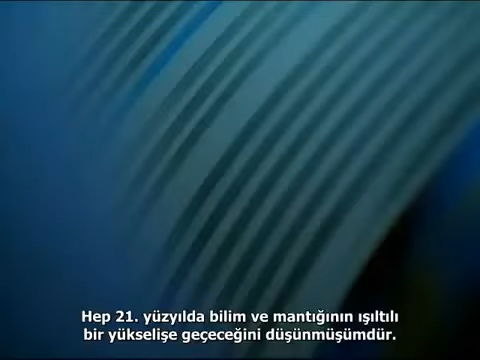 Hep 21. yüzyılda bilim ve mantığının ışıltılı
bir yükselişe geçeceğini düşünmüşümdür.